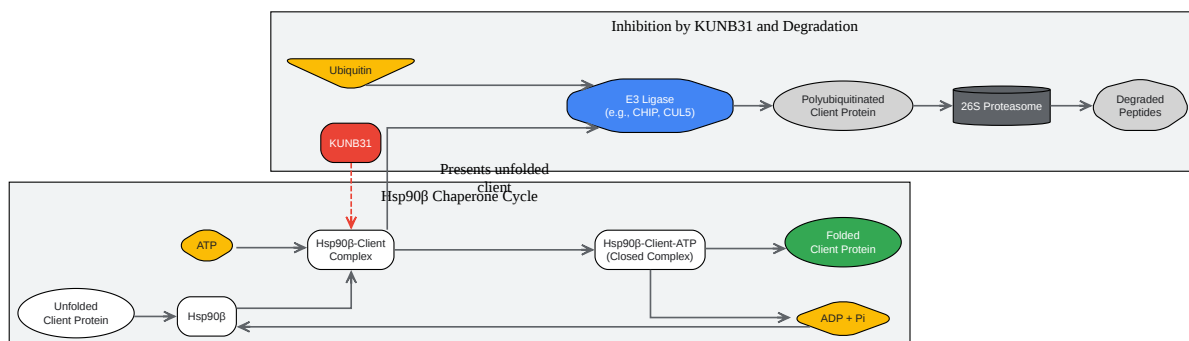 Inhibition by KUNB31 and Degradation
Ubiquitin
E3 Ligase
(e.g., CHIP, CUL5)
Polyubiquitinated
Client Protein
26S Proteasome
Degraded
Peptides
KUNB31
Presents unfolded
client
Hsp90β Chaperone Cycle
ATP
Hsp90β-Client
Complex
Hsp90β-Client-ATP
(Closed Complex)
Folded
Client Protein
Unfolded
Client Protein
Hsp90β
ADP + Pi